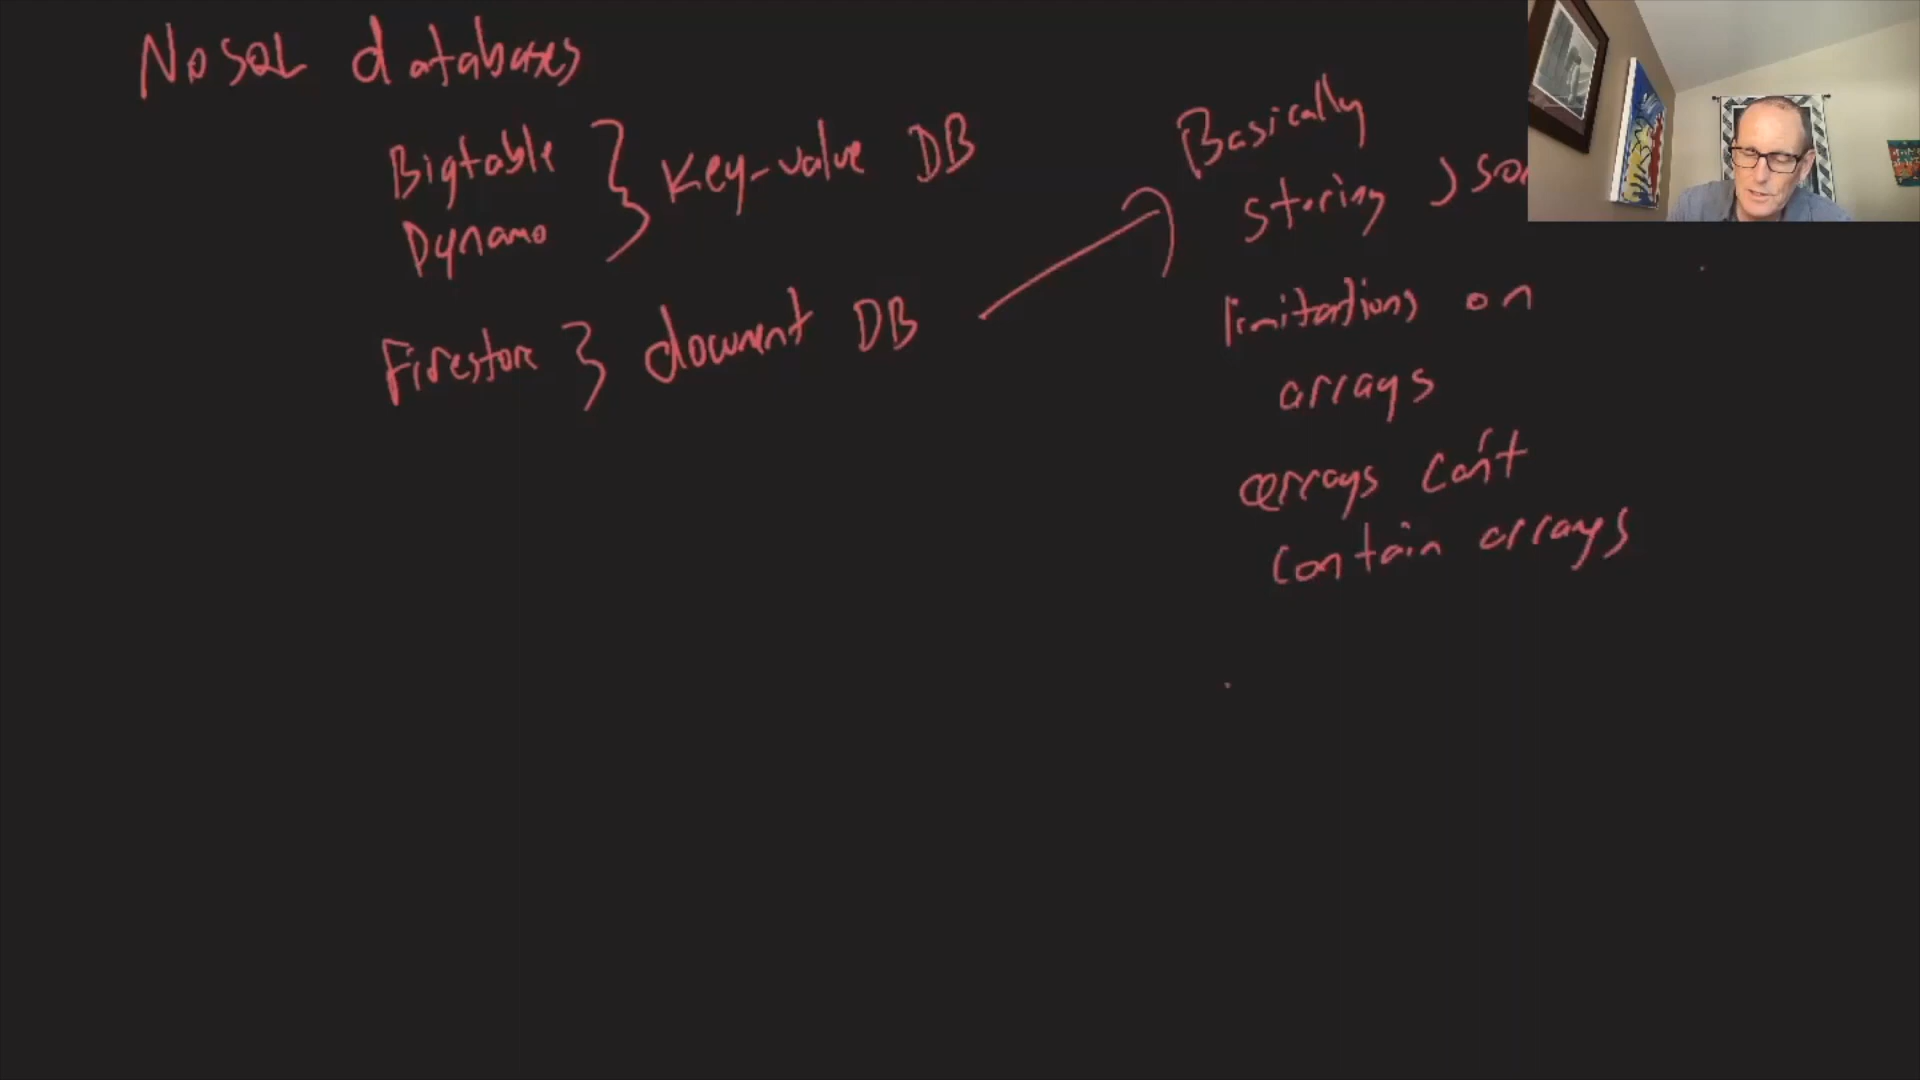 NoSQL databases
Bigtable } Key-value DB
Dynamo
Firestore } document DB
Basically
storing JSON
limitations on
arrays
arrays can't
contain arrays